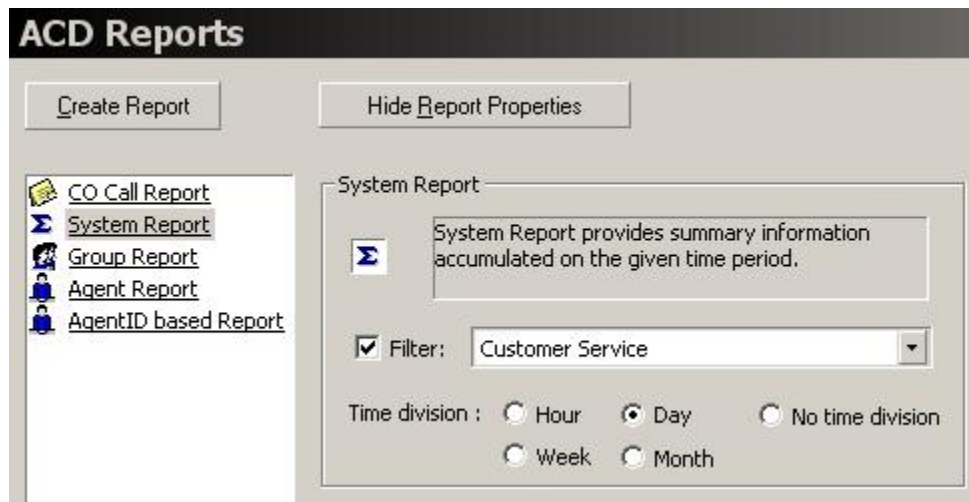 ACD Reports
Create Report
Hide Report Properties
CO Call Report
System Report
Group Report
Agent Report
AgentID based Report
System Report
Σ
System Report provides summary information
accumulated on the given time period.
Filter: Customer Service
Time division : Hour Day No time division
Week Month